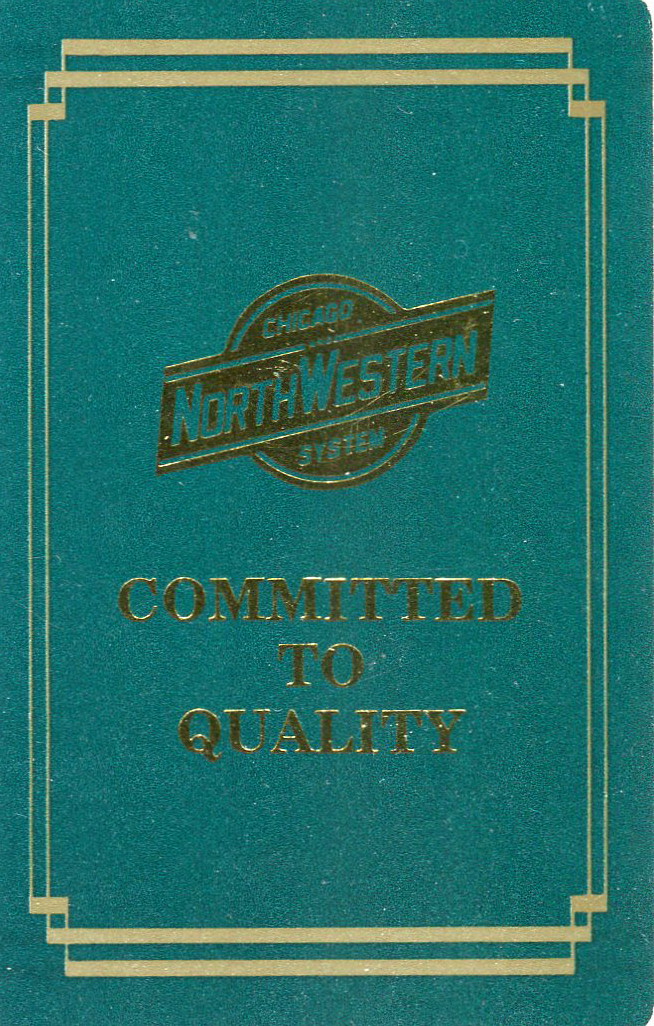 CHICAGO
NORTHWESTERN
SYSTEM
COMMITTED
TO
QUALITY